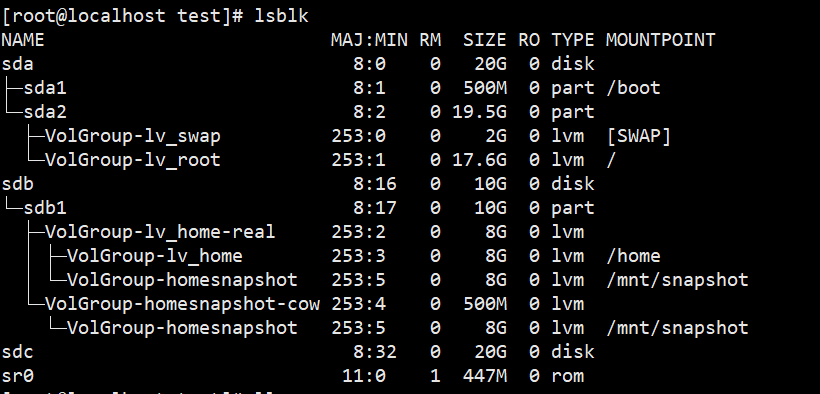 [root@localhost test]# lsblk
NAME                          MAJ:MIN RM  SIZE RO TYPE MOUNTPOINT
sda                             8:0    0   20G  0 disk
├─sda1                          8:1    0  500M  0 part /boot
└─sda2                          8:2    0 19.5G  0 part
  ├─VolGroup-lv_swap          253:0    0    2G  0 lvm  [SWAP]
  └─VolGroup-lv_root          253:1    0 17.6G  0 lvm  /
sdb                             8:16   0   10G  0 disk
└─sdb1                          8:17   0   10G  0 part
  ├─VolGroup-lv_home-real     253:2    0    8G  0 lvm
  │ ├─VolGroup-lv_home        253:3    0    8G  0 lvm  /home
  │ └─VolGroup-homesnapshot   253:5    0    8G  0 lvm  /mnt/snapshot
  └─VolGroup-homesnapshot-cow 253:4    0  500M  0 lvm
    └─VolGroup-homesnapshot   253:5    0    8G  0 lvm  /mnt/snapshot
sdc                             8:32   0   20G  0 disk
sr0                            11:0    1  447M  0 rom